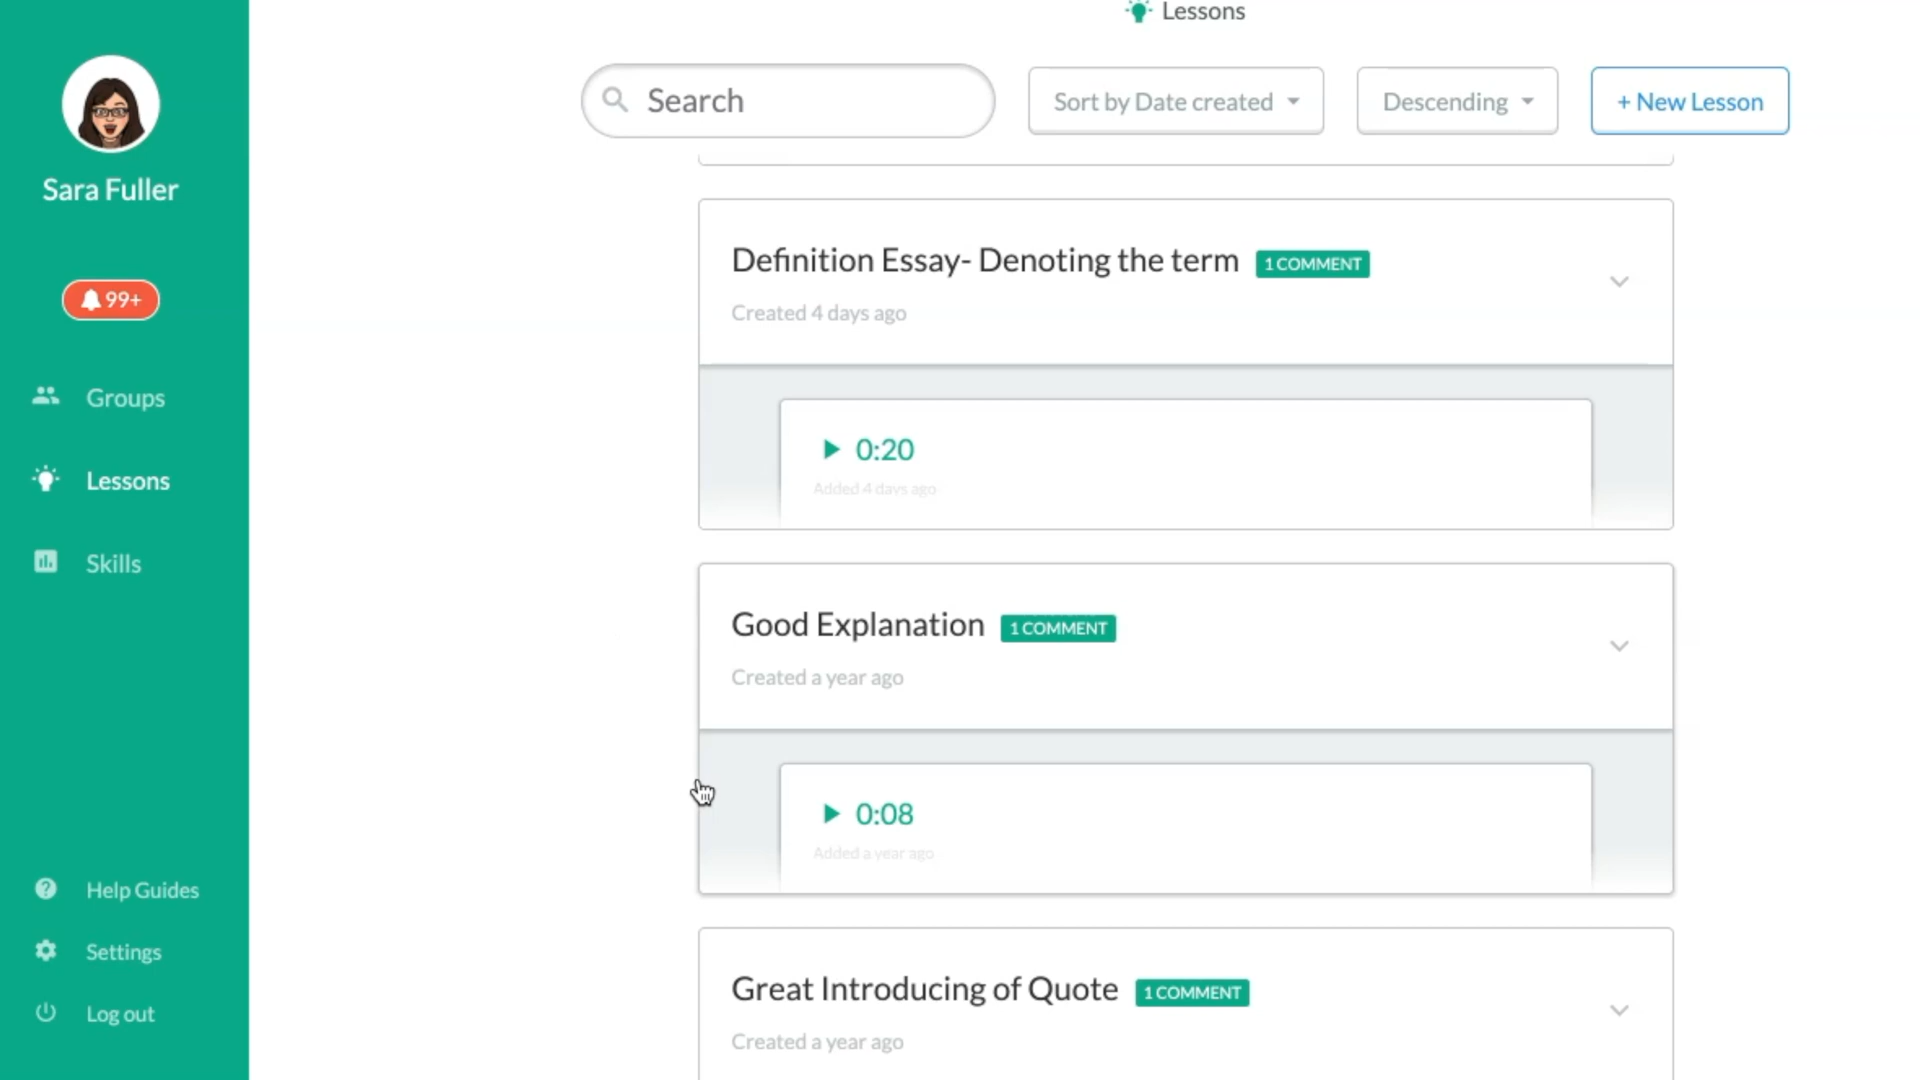 Lessons
Search
Sort by Date created
Descending
+ New Lesson
Sara Fuller
99+
Groups
Lessons
Skills
Help Guides
Settings
Log out
Definition Essay- Denoting the term
1 COMMENT
Created 4 days ago
0:20
Added 4 days ago
Good Explanation
1 COMMENT
Created a year ago
0:08
Added a year ago
Great Introducing of Quote
1 COMMENT
Created a year ago